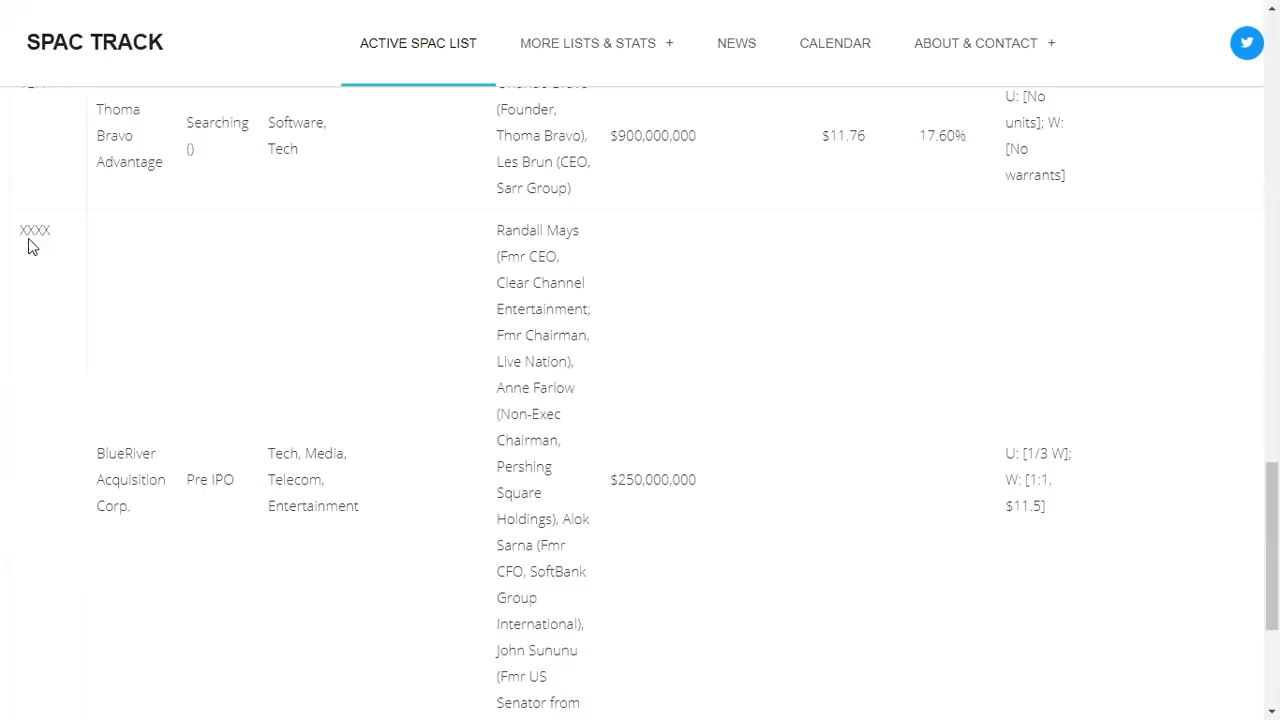 SPAC TRACK
ACTIVE SPAC LIST
MORE LISTS & STATS +
NEWS
CALENDAR
ABOUT & CONTACT +
Thoma
Bravo
Advantage
Searching
()
Software,
Tech
(Founder,
Thoma Bravo),
Les Brun (CEO,
Sarr Group)
$900,000,000
$11.76
17.60%
U: [No
units]; W:
[No
warrants]
XXXX
BlueRiver
Acquisition
Corp.
Pre IPO
Tech, Media,
Telecom,
Entertainment
Randall Mays
(Fmr CEO,
Clear Channel
Entertainment;
Fmr Chairman,
Live Nation),
Anne Farlow
(Non-Exec
Chairman,
Pershing
Square
Holdings), Alok
Sarna (Fmr
CFO, SoftBank
Group
International),
John Sununu
(Fmr US
Senator from
$250,000,000
U: [1/3 W];
W: [1:1,
$11.5]